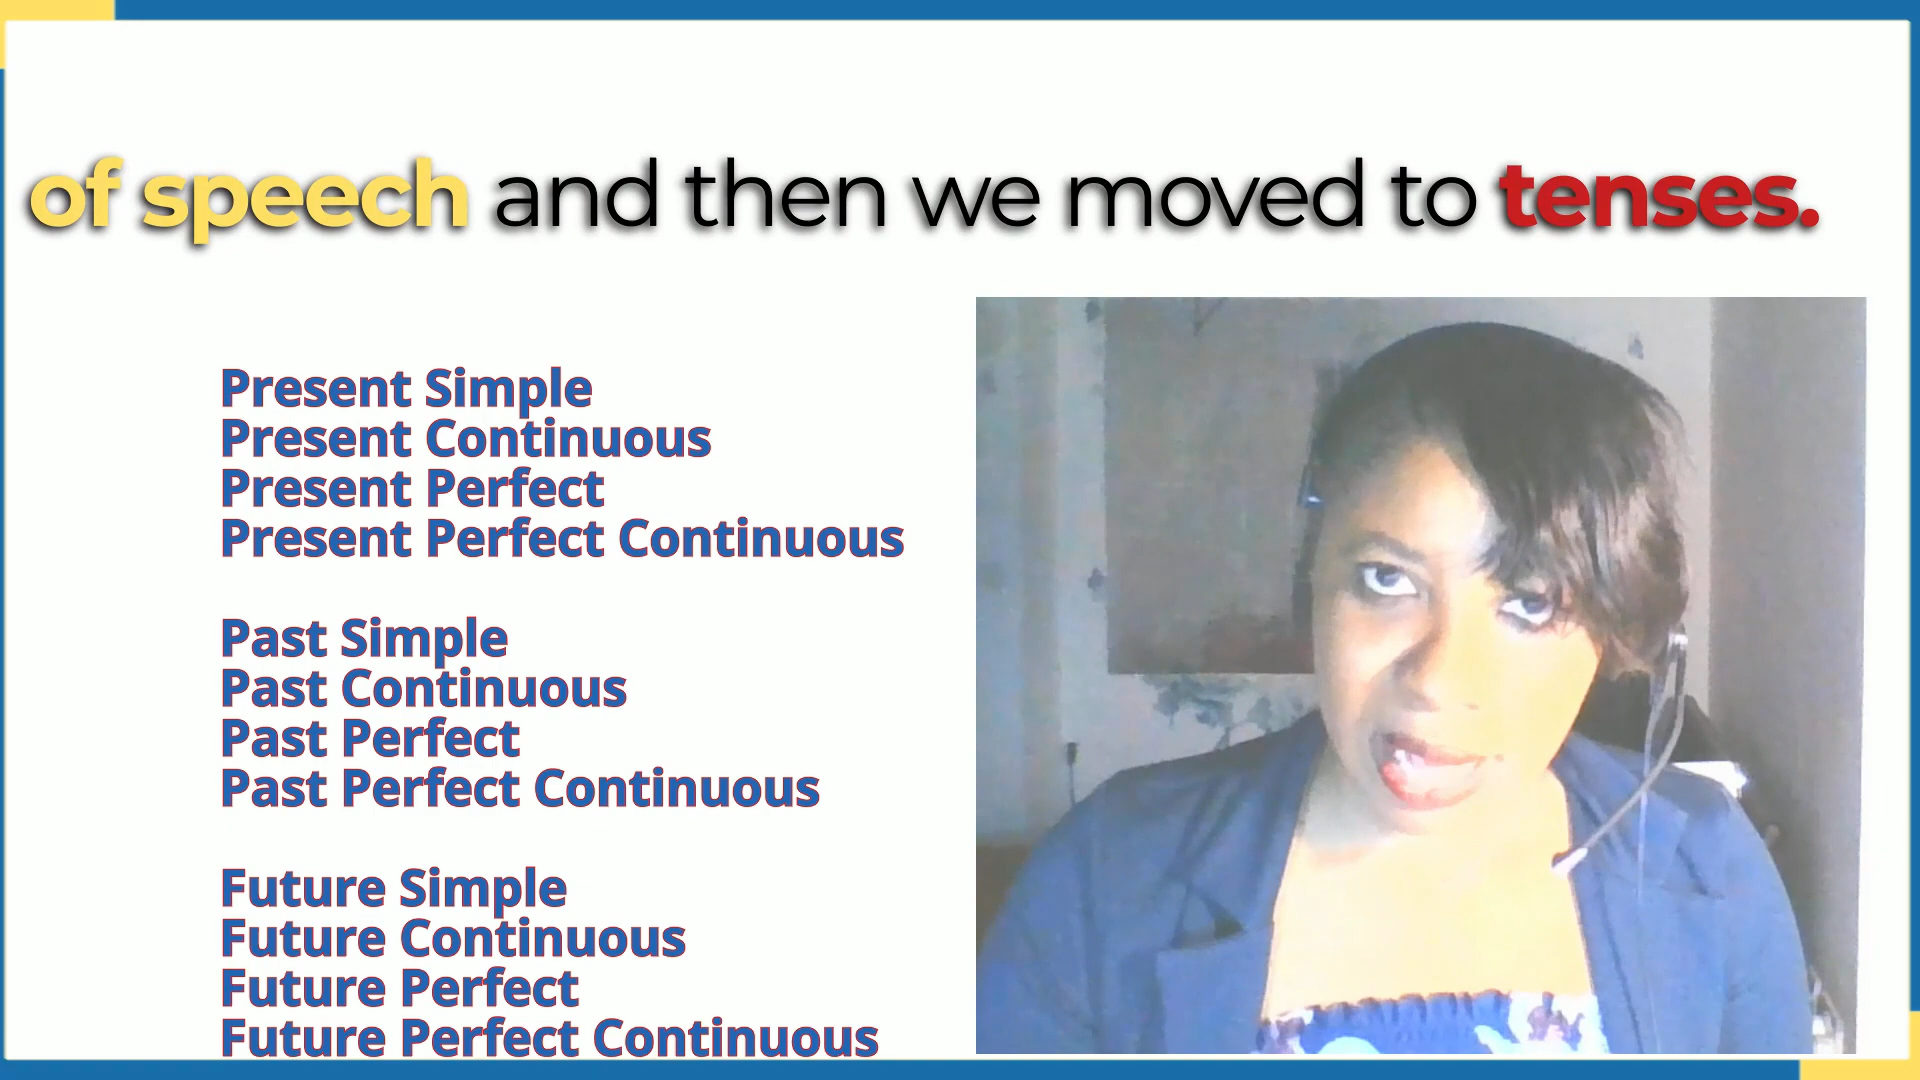 of speech and then we moved to tenses.
Present Simple
Present Continuous
Present Perfect
Present Perfect Continuous
Past Simple
Past Continuous
Past Perfect
Past Perfect Continuous
Future Simple
Future Continuous
Future Perfect
Future Perfect Continuous